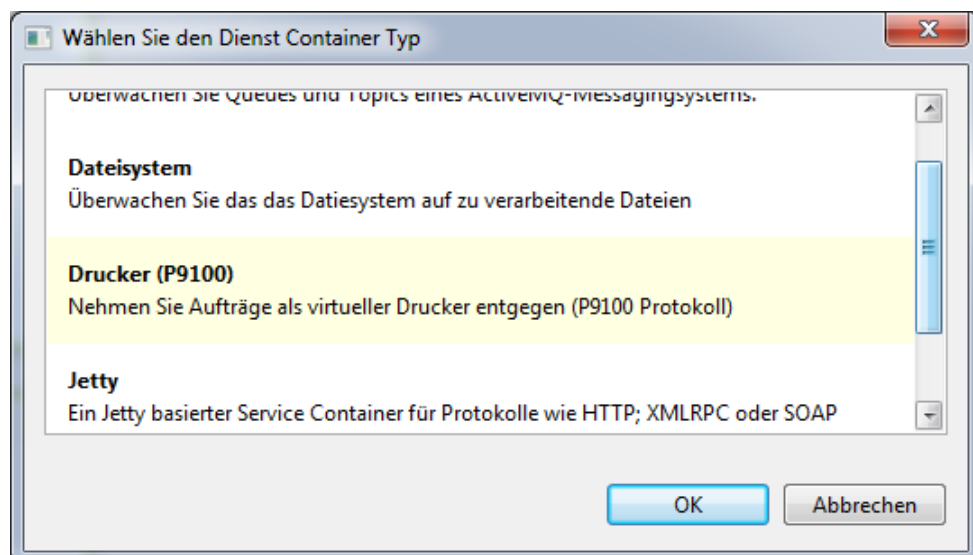 Wählen Sie den Dienst Container Typ
Überwachen Sie Queues und Topics eines ActiveMQ-Messagingsystems.
Dateisystem
Überwachen Sie das das Datiesystem auf zu verarbeitende Dateien
Drucker (P9100)
Nehmen Sie Aufträge als virtueller Drucker entgegen (P9100 Protokoll)
Jetty
Ein Jetty basierter Service Container für Protokolle wie HTTP; XMLRPC oder SOAP
OK
Abbrechen